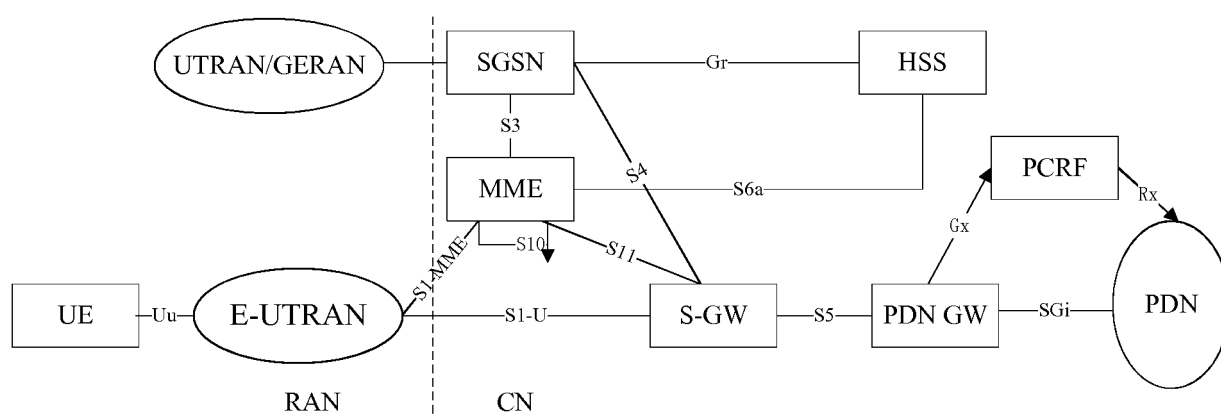 UTRAN/GERAN
SGSN
Gr
HSS
S3
S4
PCRF
MME
S6a
Rx
Gx
S10
S11
S1-MME
UE
Uu
E-UTRAN
S1-U
S-GW
S5
PDN GW
SGi
PDN
RAN
CN